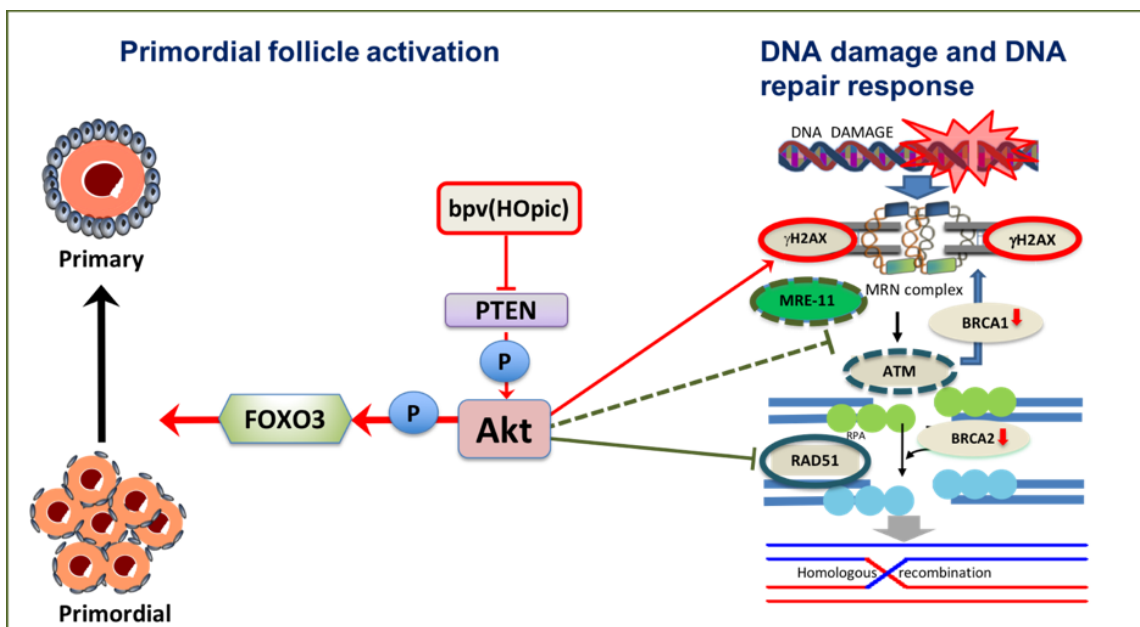 Primordial follicle activation
DNA damage and DNA
repair response
DNA DAMAGE
bpv(HOpic)
γH2AX
γH2AX
Primary
MRN complex
MRE-11
PTEN
BRCA1
P
ATM
P
FOXO3
Akt
RPA
BRCA2
RAD51
Homologous recombination
Primordial